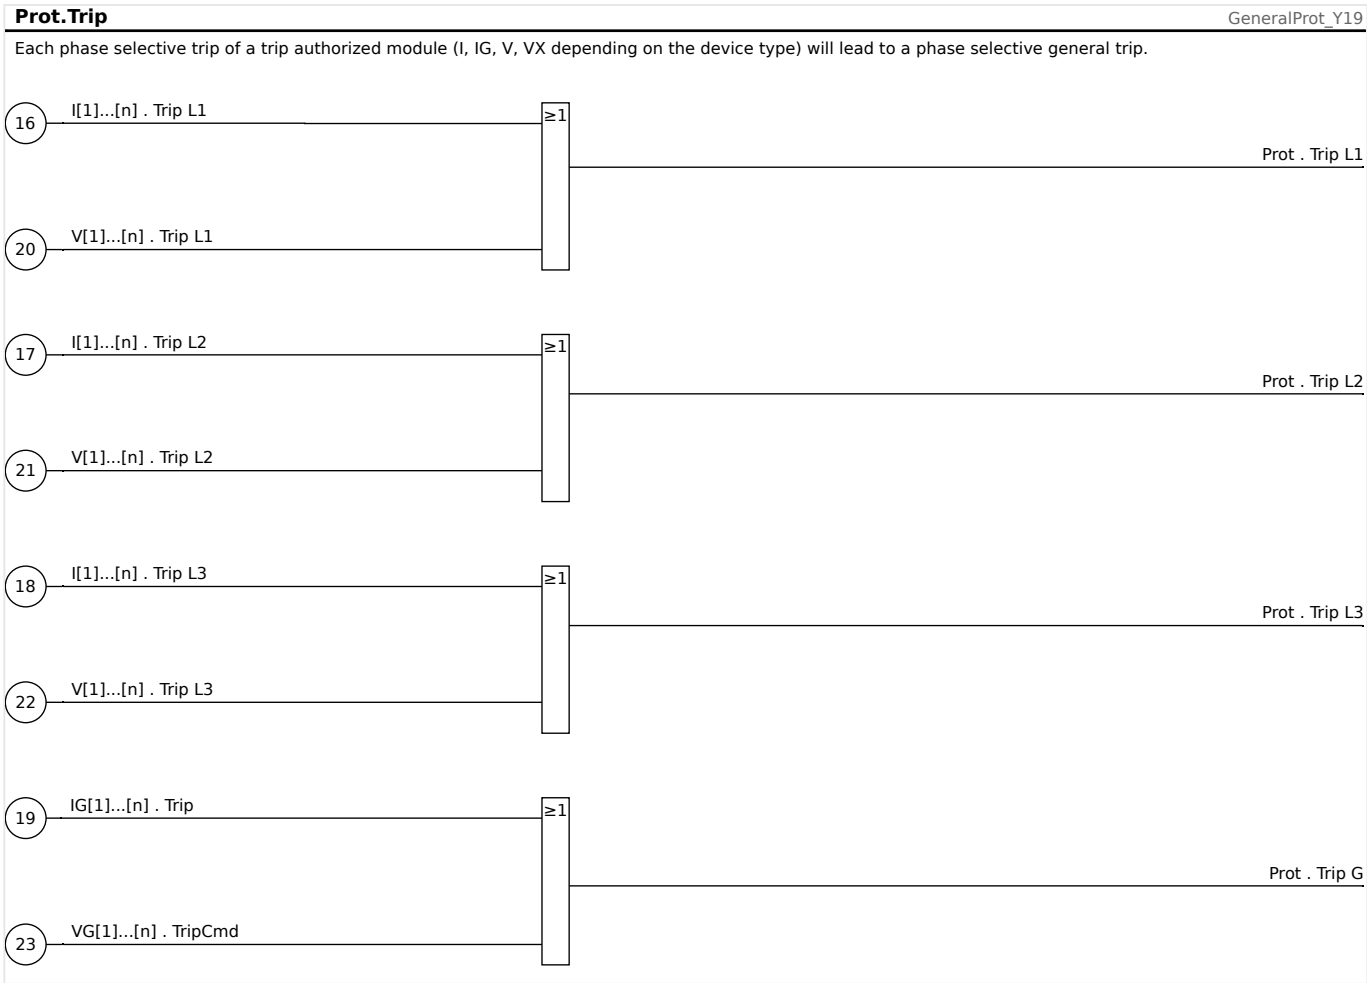 Prot.Trip
GeneralProt_Y19
Each phase selective trip of a trip authorized module (I, IG, V, VX depending on the device type) will lead to a phase selective general trip.
16
I[1]...[n] . Trip L1
≥1
Prot . Trip L1
20
V[1]...[n] . Trip L1
17
I[1]...[n] . Trip L2
≥1
Prot . Trip L2
21
V[1]...[n] . Trip L2
18
I[1]...[n] . Trip L3
≥1
Prot . Trip L3
22
V[1]...[n] . Trip L3
19
IG[1]...[n] . Trip
≥1
Prot . Trip G
23
VG[1]...[n] . TripCmd